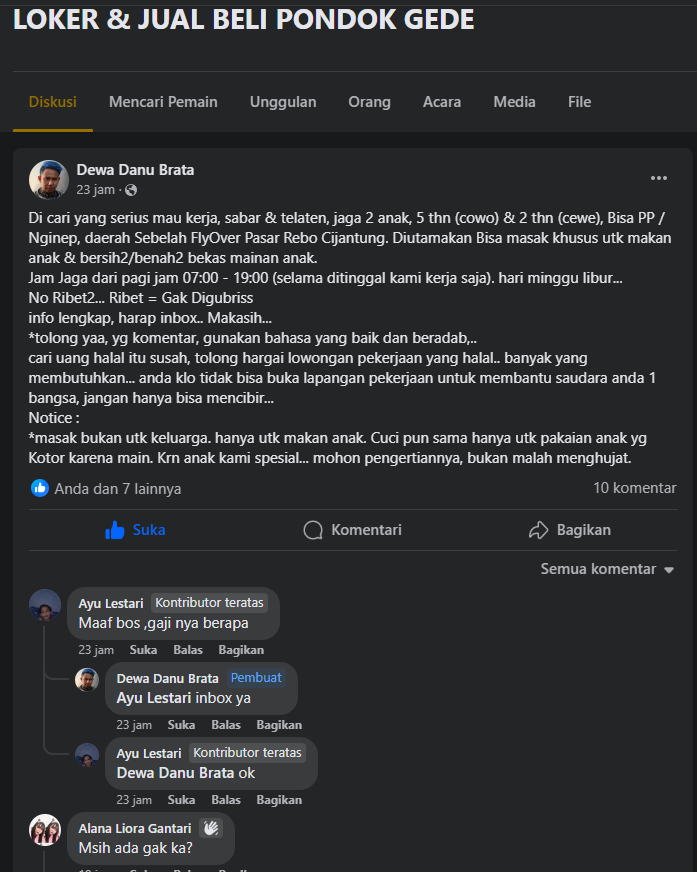 LOKER & JUAL BELI PONDOK GEDE
Diskusi Mencari Pemain Unggulan Orang Acara Media File
Dewa Danu Brata
23 jam ·
Di cari yang serius mau kerja, sabar & telaten, jaga 2 anak, 5 thn (cowo) & 2 thn (cewe), Bisa PP /
Nginep, daerah Sebelah FlyOver Pasar Rebo Cijantung. Diutamakan Bisa masak khusus utk makan
anak & bersih2/benah2 bekas mainan anak.
Jam Jaga dari pagi jam 07:00 - 19:00 (selama ditinggal kami kerja saja). hari minggu libur...
No Ribet2... Ribet = Gak Digubriss
info lengkap, harap inbox.. Makasih...
*tolong yaa, yg komentar, gunakan bahasa yang baik dan beradab,..
cari uang halal itu susah, tolong hargai lowongan pekerjaan yang halal.. banyak yang
membutuhkan... anda klo tidak bisa buka lapangan pekerjaan untuk membantu saudara anda 1
bangsa, jangan hanya bisa mencibir...
Notice :
*masak bukan utk keluarga. hanya utk makan anak. Cuci pun sama hanya utk pakaian anak yg
Kotor karena main. Krn anak kami spesial... mohon pengertiannya, bukan malah menghujat.
Anda dan 7 lainnya 10 komentar
Suka Komentari Bagikan
Semua komentar
Ayu Lestari Kontributor teratas
Maaf bos ,gaji nya berapa
23 jam Suka Balas Bagikan
Dewa Danu Brata Pembuat
Ayu Lestari inbox ya
23 jam Suka Balas Bagikan
Ayu Lestari Kontributor teratas
Dewa Danu Brata ok
23 jam Suka Balas Bagikan
Alana Liora Gantari
Msih ada gak ka?